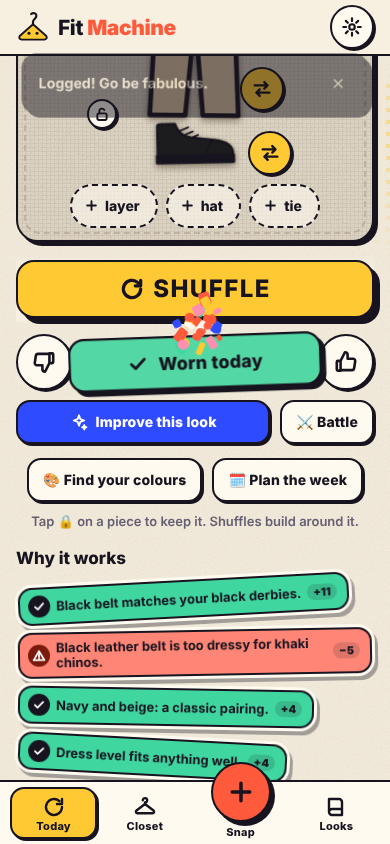 Fit Machine
Logged! Go be fabulous.
+ layer
+ hat
+ tie
SHUFFLE
Worn today
Improve this look
Battle
Find your colours
Plan the week
Tap 🔒 on a piece to keep it. Shuffles build around it.
Why it works
Black belt matches your black derbies. +11
Black leather belt is too dressy for khaki
chinos. −5
Navy and beige: a classic pairing. +4
Dress level fits anything well +4
Today
Closet
Snap
Looks